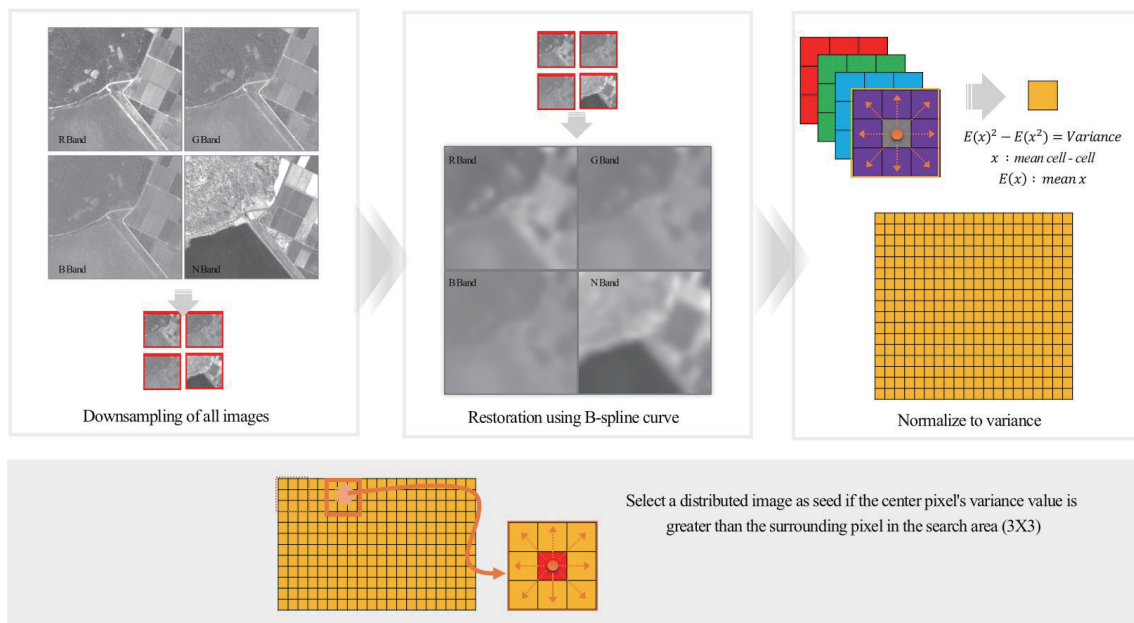 R Band
G Band
B Band
N Band
Downsampling of all images
R Band
G Band
B Band
N Band
Restoration using B-spline curve
E(x)² − E(x²) = Variance
x : mean cell - cell
E(x) : mean x
Normalize to variance
Select a distributed image as seed if the center pixel's variance value is
greater than the surrounding pixel in the search area (3X3)